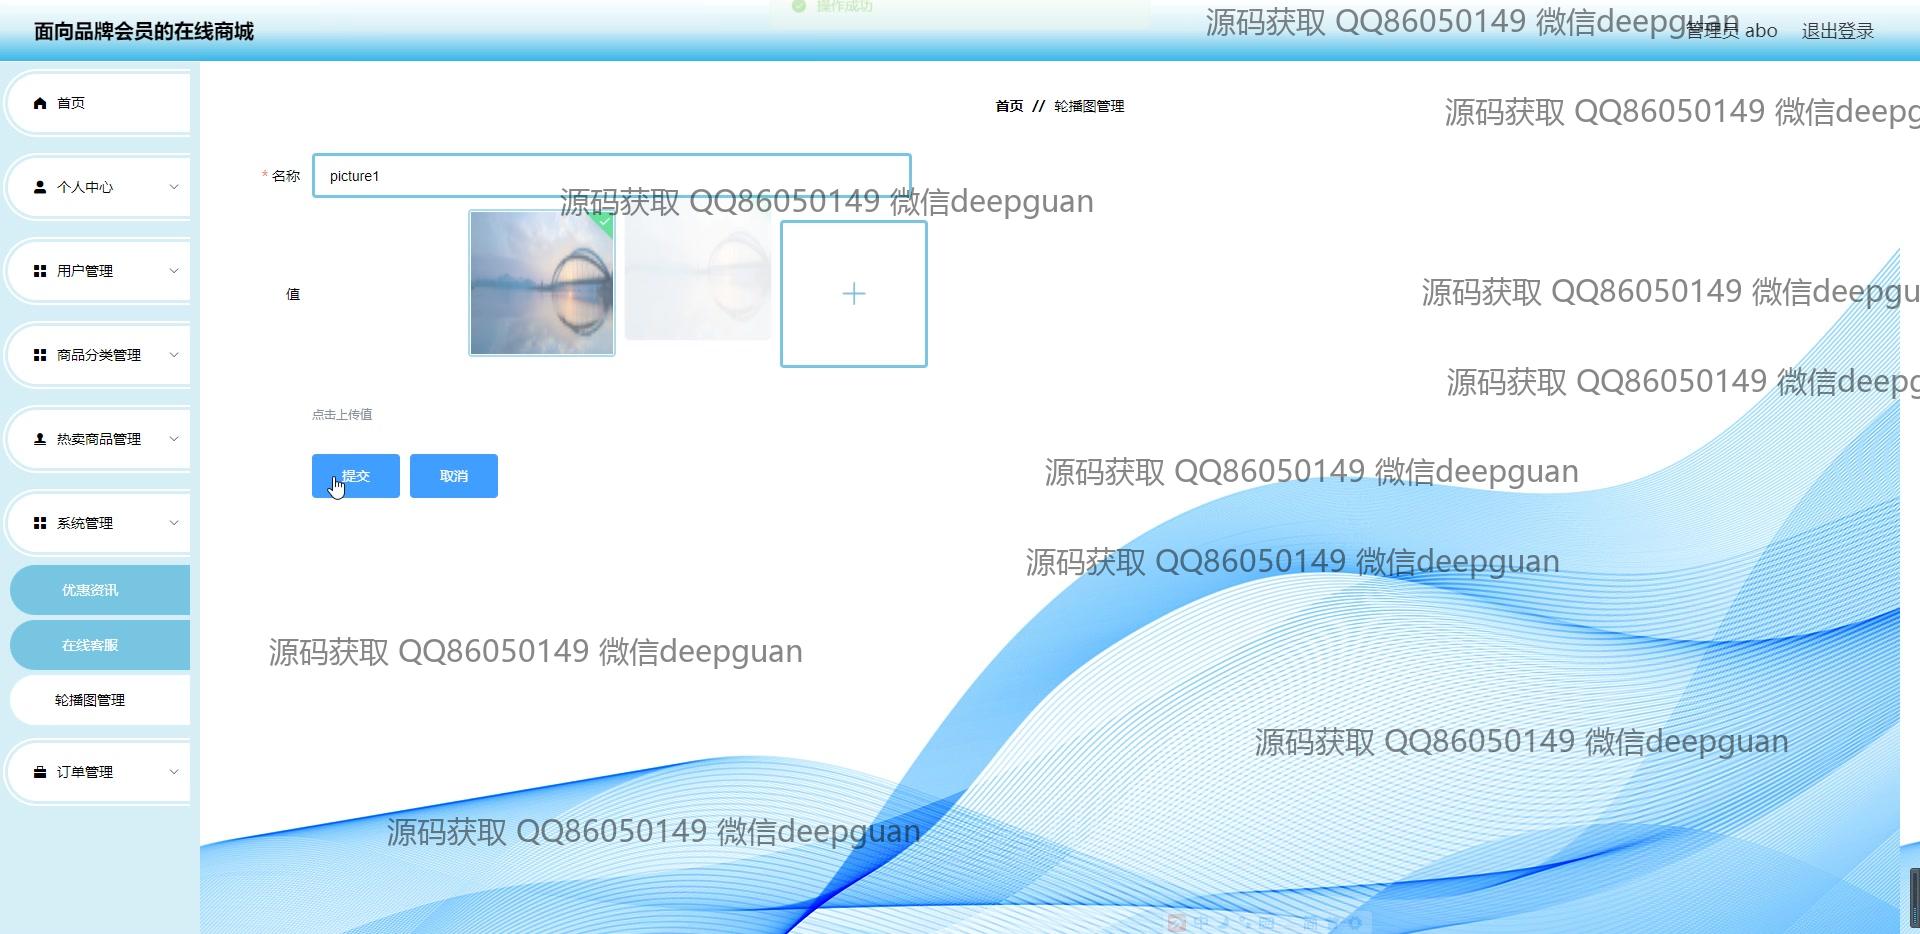 操作成功
面向品牌会员的在线商城
源码获取 QQ86050149 微信deepguan
管理员 abo
退出登录
首页
首页 // 轮播图管理
源码获取 QQ86050149 微信deepg
* 名称
picture1
个人中心
源码获取 QQ86050149 微信deepguan
用户管理
值
源码获取 QQ86050149 微信deepgu
商品分类管理
源码获取 QQ86050149 微信deepg
点击上传值
热卖商品管理
提交
取消
源码获取 QQ86050149 微信deepguan
系统管理
源码获取 QQ86050149 微信deepguan
优惠资讯
在线客服
源码获取 QQ86050149 微信deepguan
轮播图管理
源码获取 QQ86050149 微信deepguan
订单管理
源码获取 QQ86050149 微信deepguan
中
简